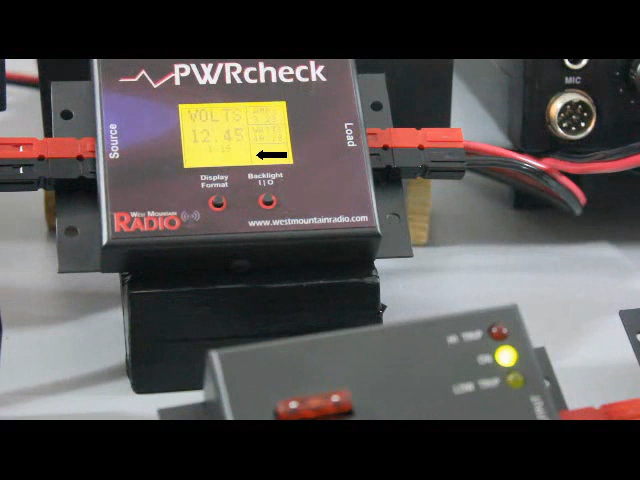 PWRcheck
MIC
Source
Load
VOLTS
12.45
Display
Format
Backlight
I | O
WEST MOUNTAIN
RADIO
www.westmountainradio.com
HI TRIP
ON
LOW TRIP